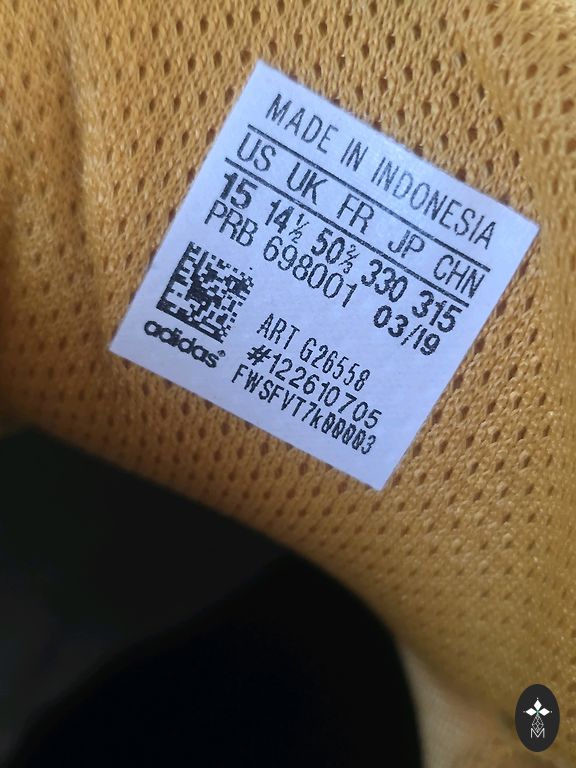 MADE IN INDONESIA
US UK FR JP CHN
15 14½ 50⅔ 330 315
PRB 698001 03/19
ART G26558
#122610705
FWSFVT7k00003
adidas
M